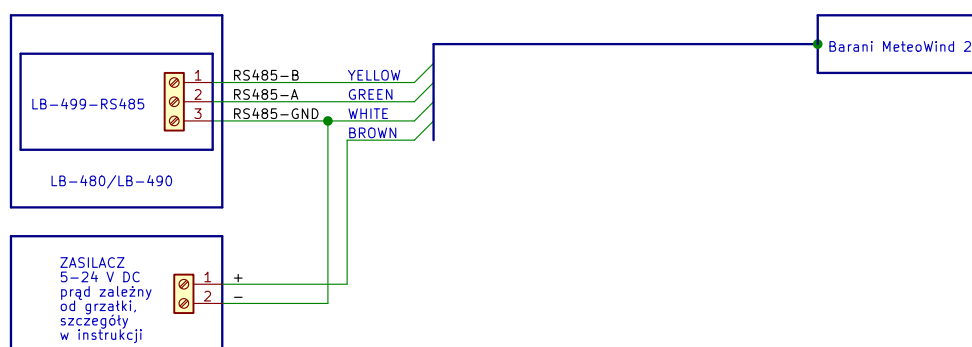 Barani MeteoWind 2
1 RS485-B YELLOW
2 RS485-A GREEN
3 RS485-GND WHITE
BROWN
LB-499-RS485
LB-480/LB-490
ZASILACZ
5-24 V DC
prąd zależny
od grzałki,
szczegóły
w instrukcji
1 +
2 -